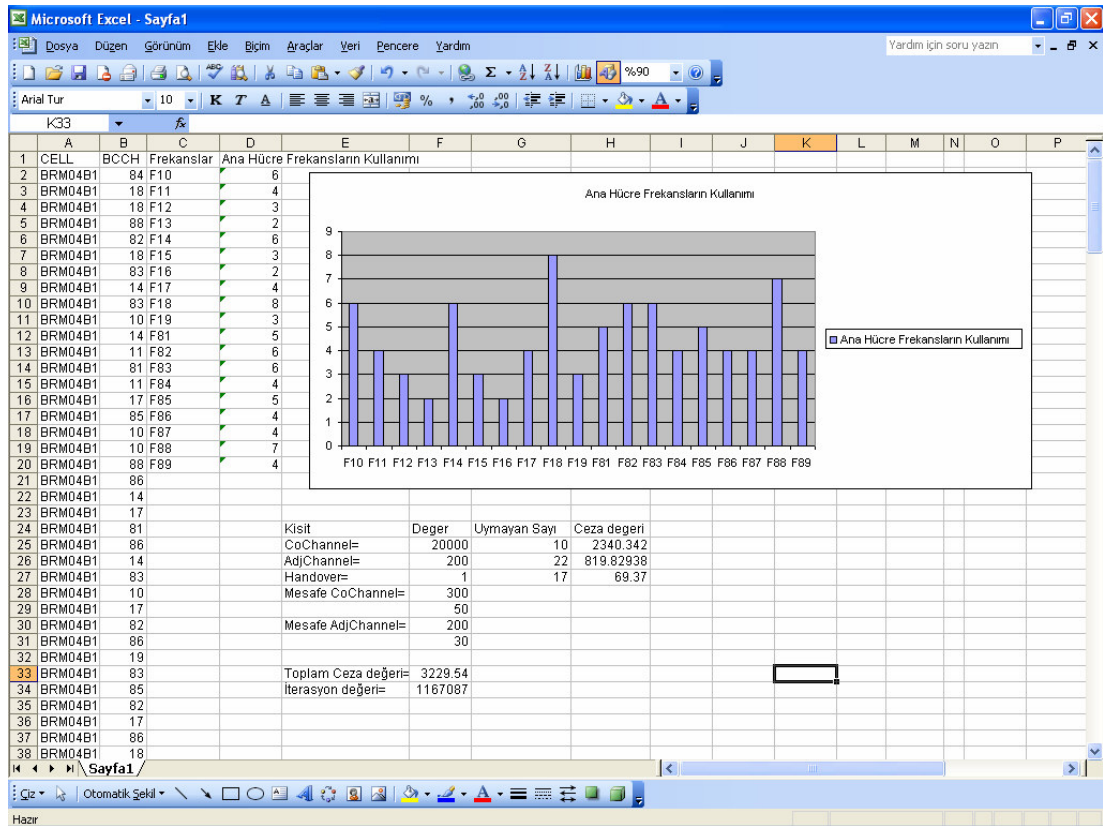 Microsoft Excel - Sayfa1
Dosya Düzen Görünüm Ekle Biçim Araçlar Veri Pencere Yardım Yardım için soru yazın
%90
Arial Tur 10 K T A
K33 fx
A B C D E F G H I J K L M N O P
1 CELL BCCH Frekanslar Ana Hücre Frekansların Kullanımı
2 BRM04B1 84 F10 6
3 BRM04B1 18 F11 4
4 BRM04B1 18 F12 3
5 BRM04B1 88 F13 2
6 BRM04B1 82 F14 6
7 BRM04B1 18 F15 3
8 BRM04B1 83 F16 2
9 BRM04B1 14 F17 4
10 BRM04B1 83 F18 8
11 BRM04B1 10 F19 3
12 BRM04B1 14 F81 5
13 BRM04B1 11 F82 6
14 BRM04B1 81 F83 6
15 BRM04B1 11 F84 4
16 BRM04B1 17 F85 5
17 BRM04B1 85 F86 4
18 BRM04B1 10 F87 4
19 BRM04B1 10 F88 7
20 BRM04B1 88 F89 4
Ana Hücre Frekansların Kullanımı
9
8
7
6
5
4
3
2
1
0
F10 F11 F12 F13 F14 F15 F16 F17 F18 F19 F81 F82 F83 F84 F85 F86 F87 F88 F89
Ana Hücre Frekansların Kullanımı
21 BRM04B1 86
22 BRM04B1 14
23 BRM04B1 17
24 BRM04B1 81 Kisit Deger Uymayan Sayı Ceza degeri
25 BRM04B1 86 CoChannel= 20000 10 2340.342
26 BRM04B1 14 AdjChannel= 200 22 819.82938
27 BRM04B1 83 Handover= 1 17 69.37
28 BRM04B1 10 Mesafe CoChannel= 300
29 BRM04B1 17 50
30 BRM04B1 82 Mesafe AdjChannel= 200
31 BRM04B1 86 30
32 BRM04B1 19
33 BRM04B1 83 Toplam Ceza değeri= 3229.54
34 BRM04B1 85 İterasyon değeri= 1167087
35 BRM04B1 82
36 BRM04B1 17
37 BRM04B1 86
38 BRM04B1 18
Sayfa1
Çiz Otomatik Şekil
Hazır